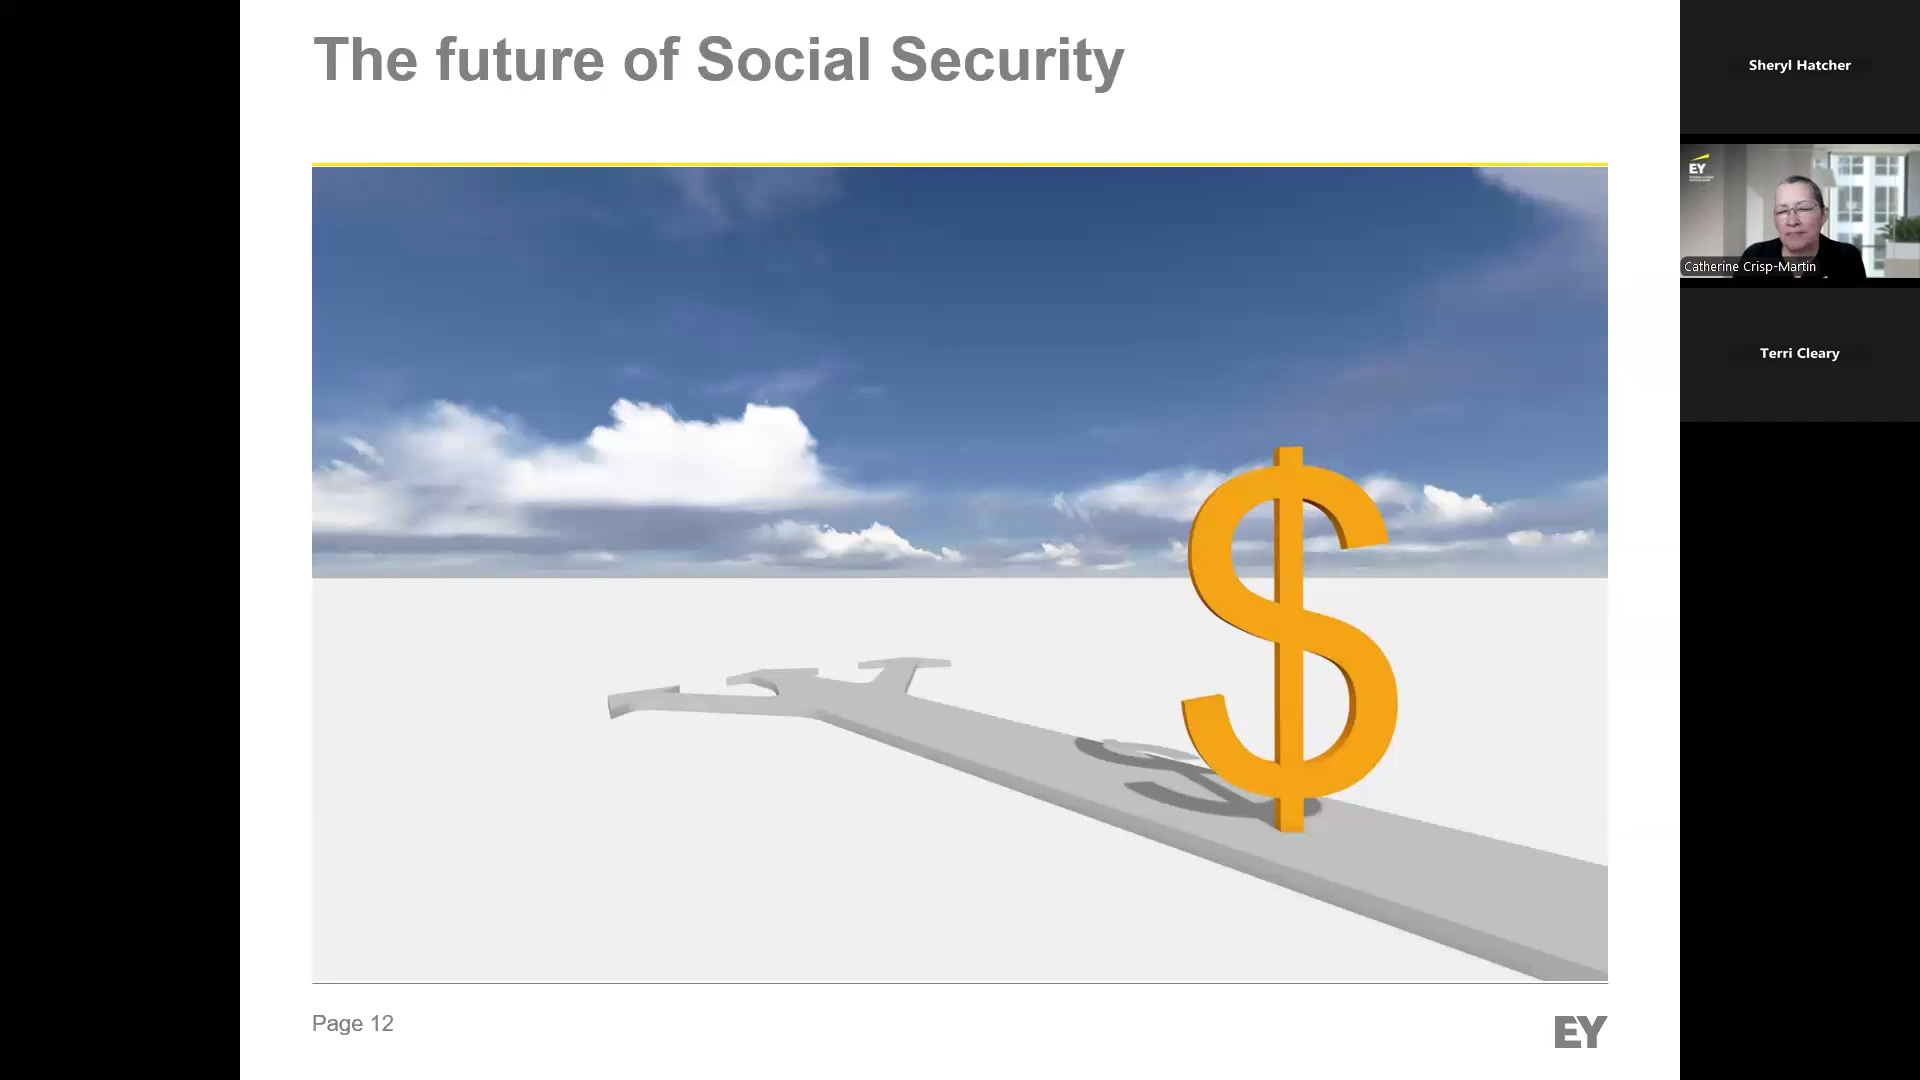 The future of Social Security
Sheryl Hatcher
EY
Catherine Crisp-Martin
Terri Cleary
$
Page 12
EY